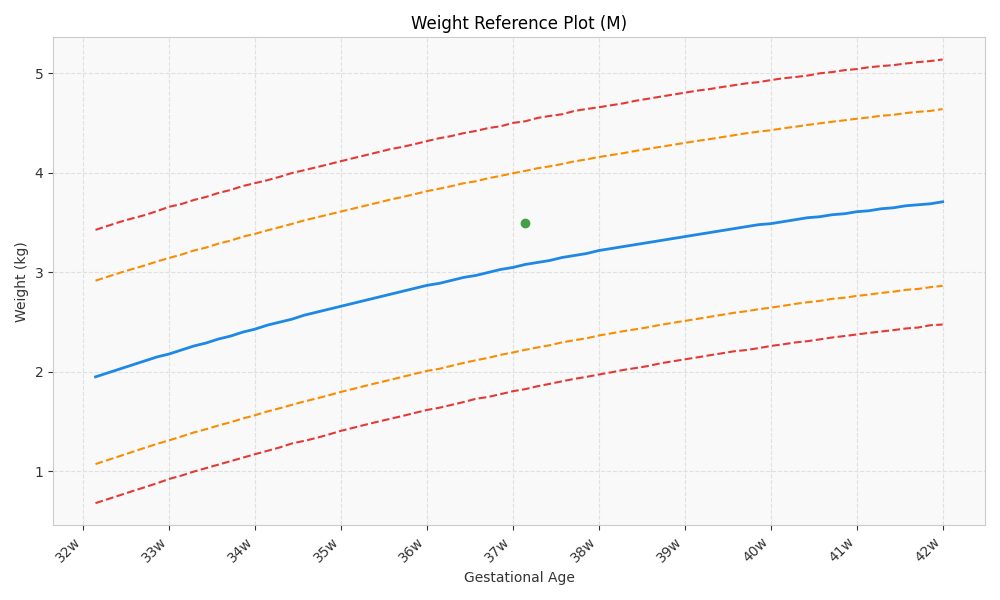 Weight Reference Plot (M)
Weight (kg)
5
4
3
2
1
32w
33w
34w
35w
36w
37w
38w
39w
40w
41w
42w
Gestational Age